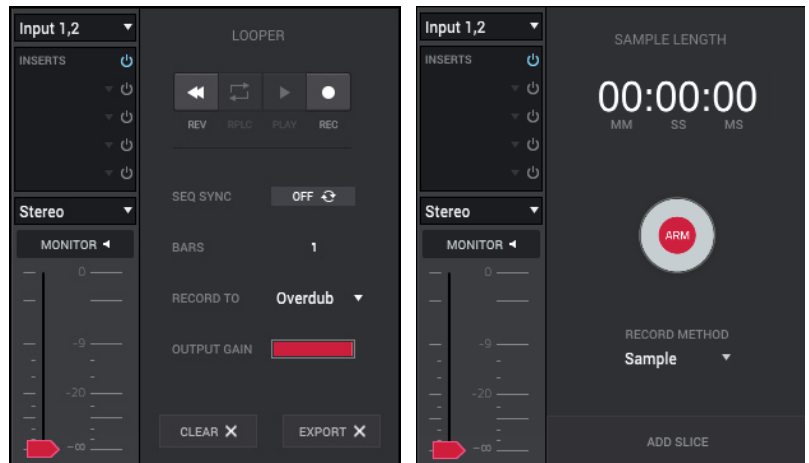 Input 1,2
INSERTS
Stereo
MONITOR
0
-9
-20
-∞
LOOPER
REV RPLC PLAY REC
SEQ SYNC OFF
BARS 1
RECORD TO Overdub
OUTPUT GAIN
CLEAR EXPORT
Input 1,2
INSERTS
Stereo
MONITOR
0
-9
-20
-∞
SAMPLE LENGTH
00:00:00
MM SS MS
ARM
RECORD METHOD
Sample
ADD SLICE